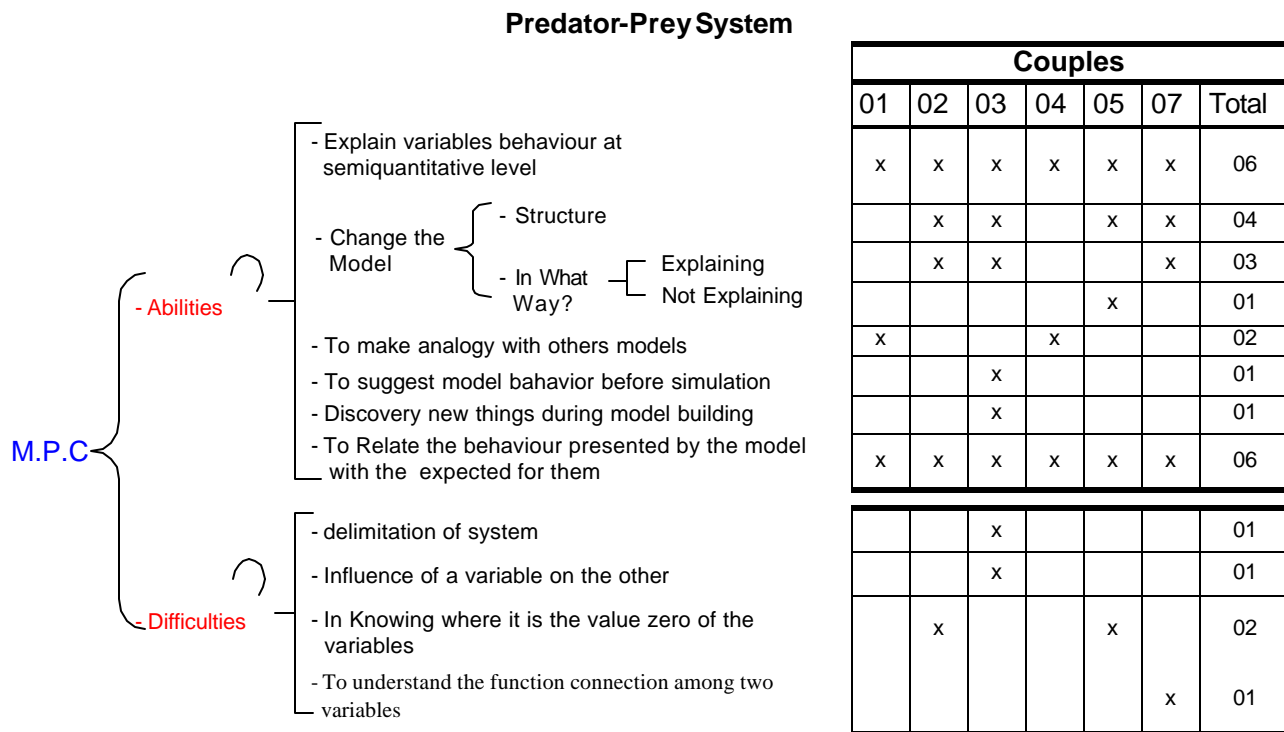 Predator-Prey System
Couples
01 02 03 04 05 07 Total
- Explain variables behaviour at
semiquantitative level
x x x x x x 06
- Change the
Model
- Structure
x x x x 04
- In What
Way?
Explaining
x x x 03
Not Explaining
x 01
- Abilities
- To make analogy with others models
x x 02
- To suggest model bahavior before simulation
x 01
- Discovery new things during model building
x 01
M.P.C
- To Relate the behaviour presented by the model
with the expected for them
x x x x x x 06
- delimitation of system
x 01
- Influence of a variable on the other
x 01
- Difficulties
- In Knowing where it is the value zero of the
variables
x x 02
- To understand the function connection among two
variables
x 01